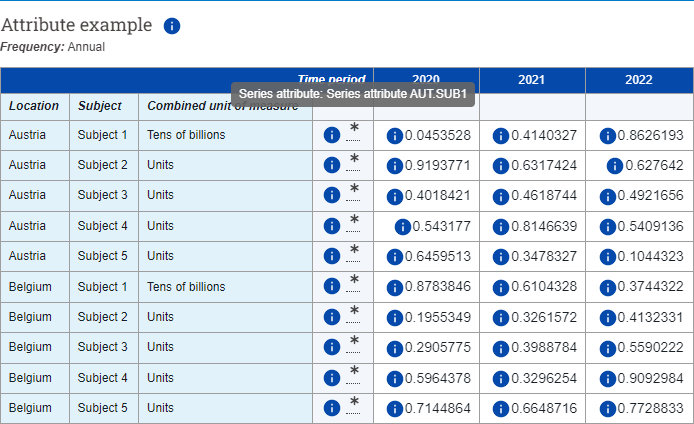 Attribute example
Frequency: Annual
Time period 2020 2021 2022
Series attribute: Series attribute AUT.SUB1
Location Subject Combined unit of measure
Austria Subject 1 Tens of billions * 0.0453528 0.4140327 0.8626193
Austria Subject 2 Units * 0.9193771 0.6317424 0.627642
Austria Subject 3 Units * 0.4018421 0.4618744 0.4921656
Austria Subject 4 Units * 0.543177 0.8146639 0.5409136
Austria Subject 5 Units * 0.6459513 0.3478327 0.1044323
Belgium Subject 1 Tens of billions * 0.8783846 0.6104328 0.3744322
Belgium Subject 2 Units * 0.1955349 0.3261572 0.4132331
Belgium Subject 3 Units * 0.2905775 0.3988784 0.5590222
Belgium Subject 4 Units * 0.5964378 0.3296254 0.9092984
Belgium Subject 5 Units * 0.7144864 0.6648716 0.7728833